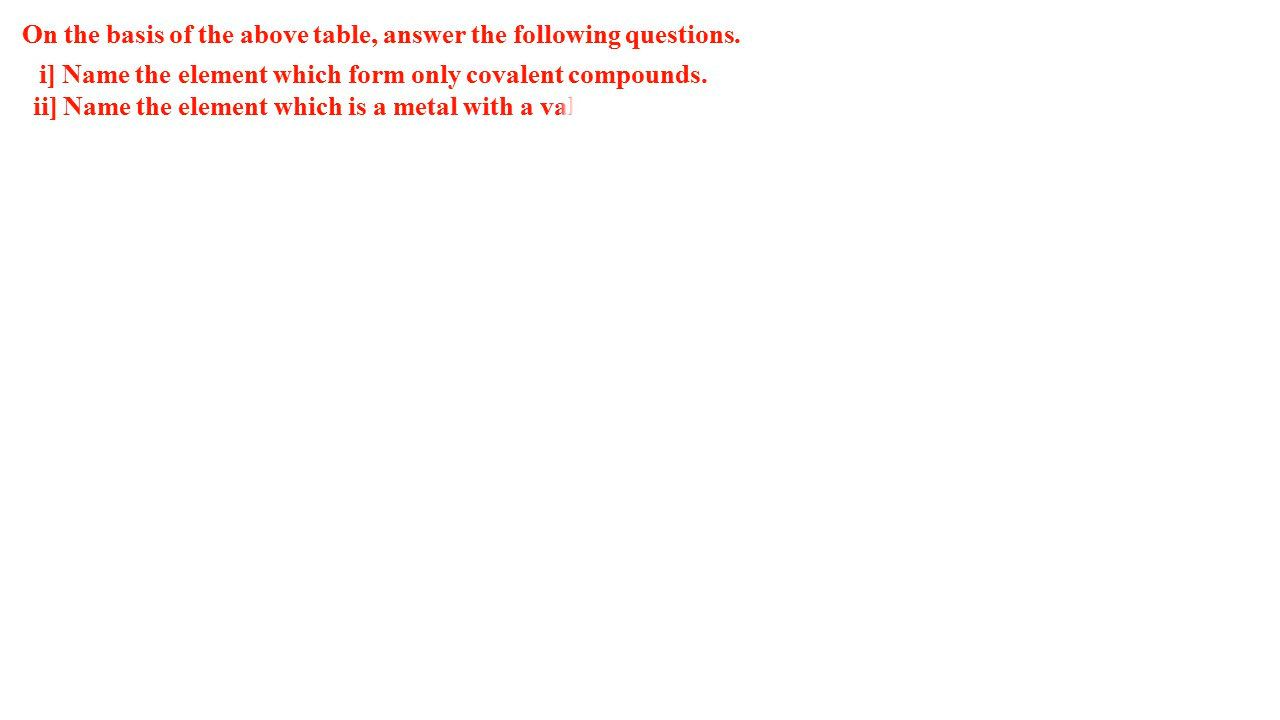 On the basis of the above table, answer the following questions.
i] Name the element which form only covalent compounds.
ii] Name the element which is a metal with a val